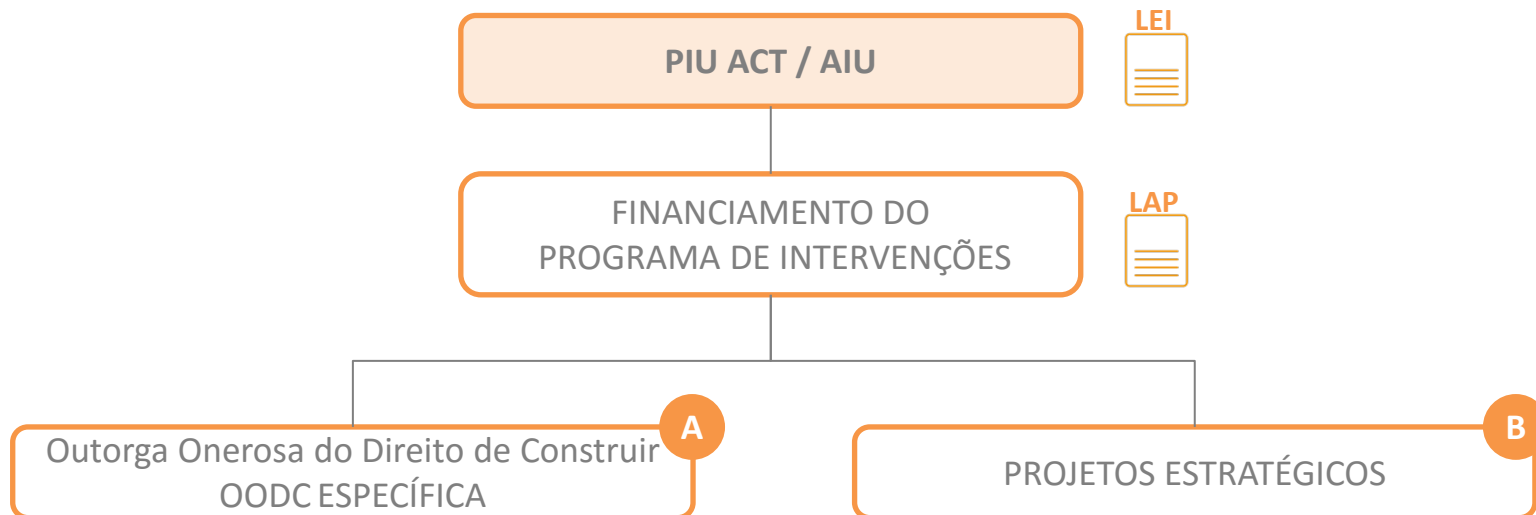 LEI
PIU ACT / AIU
LAP
FINANCIAMENTO DO
PROGRAMA DE INTERVENÇÕES
A
Outorga Onerosa do Direito de Construir
OODC ESPECÍFICA
B
PROJETOS ESTRATÉGICOS